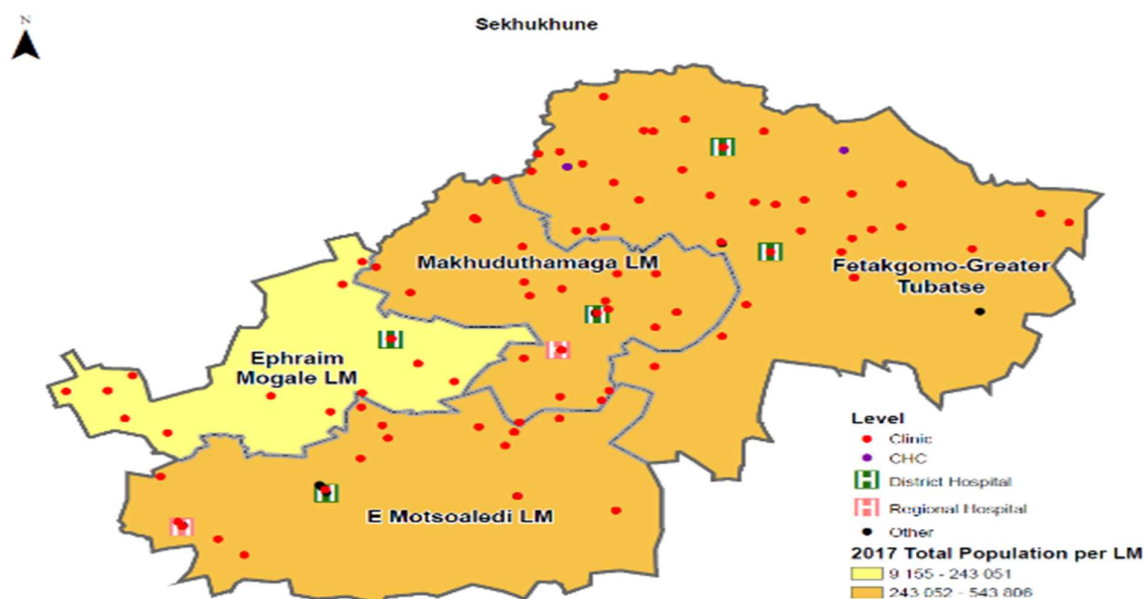 N
Sekhukhune
Makhuduthamaga LM
Fetakgomo-Greater
Tubatse
Ephraim
Mogale LM
E Motsoaledi LM
Level
Clinic
CHC
H District Hospital
H Regional Hospital
Other
2017 Total Population per LM
9 155 - 243 051
243 052 - 543 806